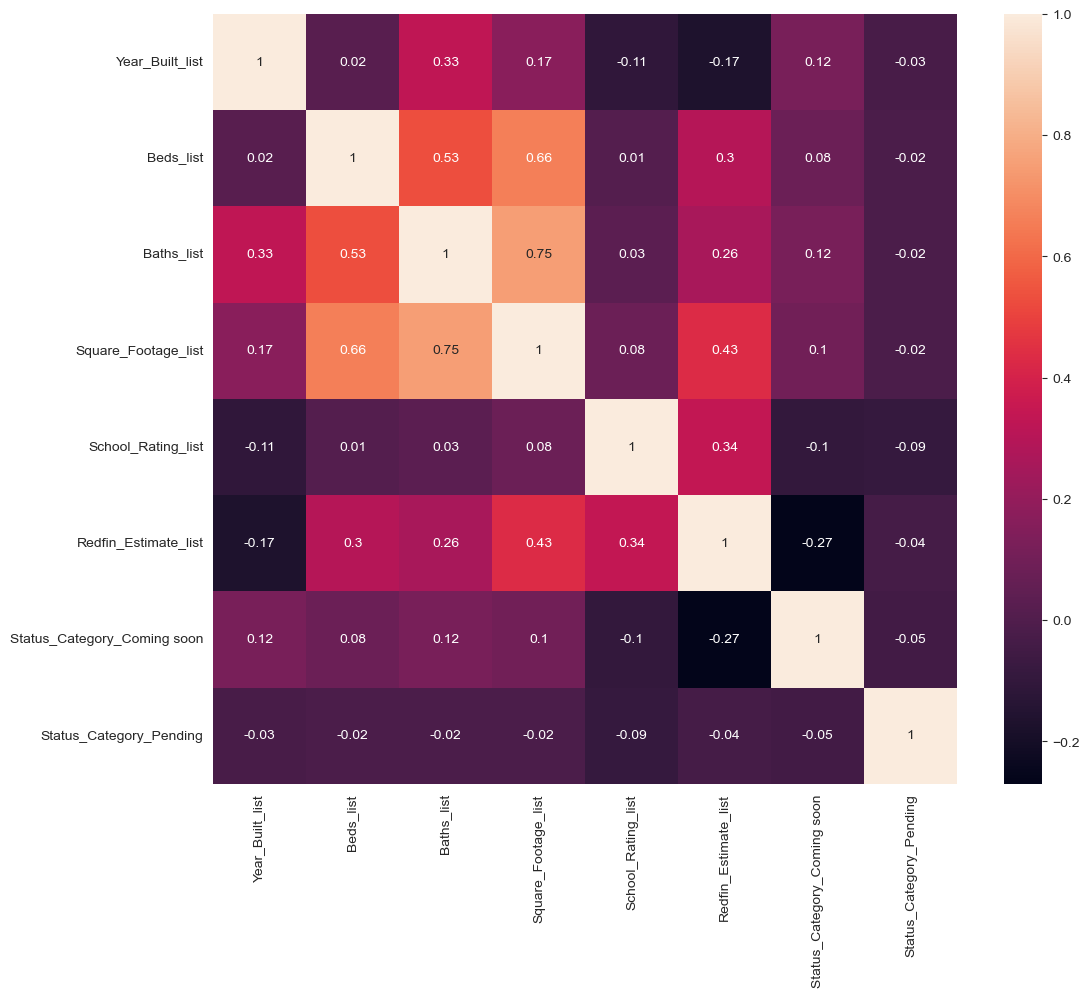 Year_Built_list 1 0.02 0.33 0.17 -0.11 -0.17 0.12 -0.03
Beds_list 0.02 1 0.53 0.66 0.01 0.3 0.08 -0.02
Baths_list 0.33 0.53 1 0.75 0.03 0.26 0.12 -0.02
Square_Footage_list 0.17 0.66 0.75 1 0.08 0.43 0.1 -0.02
School_Rating_list -0.11 0.01 0.03 0.08 1 0.34 -0.1 -0.09
Redfin_Estimate_list -0.17 0.3 0.26 0.43 0.34 1 -0.27 -0.04
Status_Category_Coming soon 0.12 0.08 0.12 0.1 -0.1 -0.27 1 -0.05
Status_Category_Pending -0.03 -0.02 -0.02 -0.02 -0.09 -0.04 -0.05 1
Year_Built_list
Beds_list
Baths_list
Square_Footage_list
School_Rating_list
Redfin_Estimate_list
Status_Category_Coming soon
Status_Category_Pending
1.0
0.8
0.6
0.4
0.2
0.0
−0.2